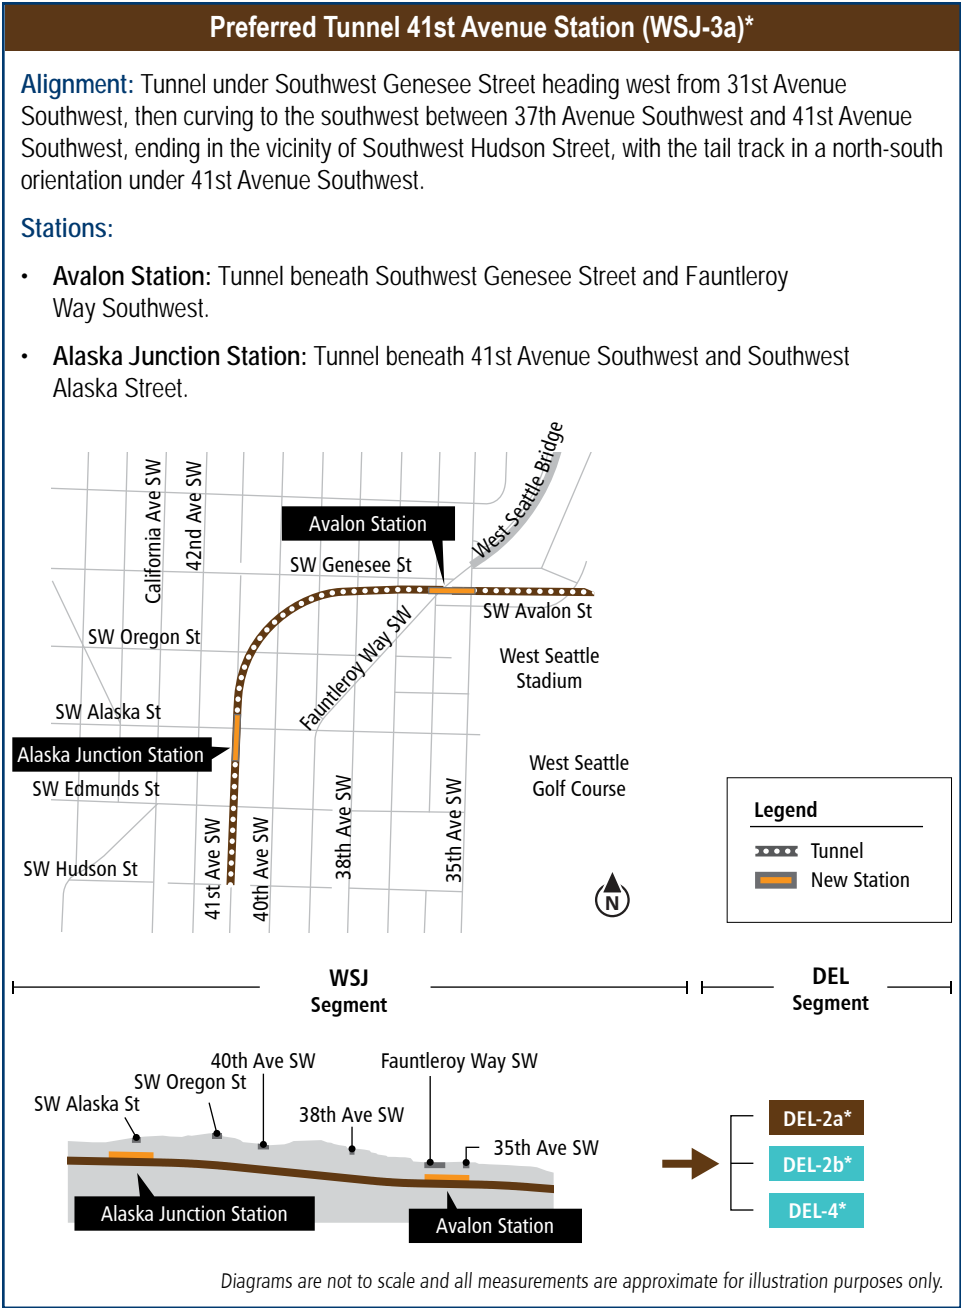 Preferred Tunnel 41st Avenue Station (WSJ-3a)*
Alignment: Tunnel under Southwest Genesee Street heading west from 31st Avenue
Southwest, then curving to the southwest between 37th Avenue Southwest and 41st Avenue
Southwest, ending in the vicinity of Southwest Hudson Street, with the tail track in a north-south
orientation under 41st Avenue Southwest.
Stations:
• Avalon Station: Tunnel beneath Southwest Genesee Street and Fauntleroy
Way Southwest.
• Alaska Junction Station: Tunnel beneath 41st Avenue Southwest and Southwest
Alaska Street.
California Ave SW
42nd Ave SW
West Seattle Bridge
Avalon Station
SW Genesee St
SW Avalon St
Fauntleroy Way SW
SW Oregon St
West Seattle
Stadium
SW Alaska St
Alaska Junction Station
West Seattle
Golf Course
SW Edmunds St
38th Ave SW
35th Ave SW
41st Ave SW
40th Ave SW
SW Hudson St
N
Legend
Tunnel
New Station
WSJ
Segment
DEL
Segment
40th Ave SW
Fauntleroy Way SW
SW Oregon St
SW Alaska St
38th Ave SW
35th Ave SW
Alaska Junction Station
Avalon Station
DEL-2a*
DEL-2b*
DEL-4*
Diagrams are not to scale and all measurements are approximate for illustration purposes only.